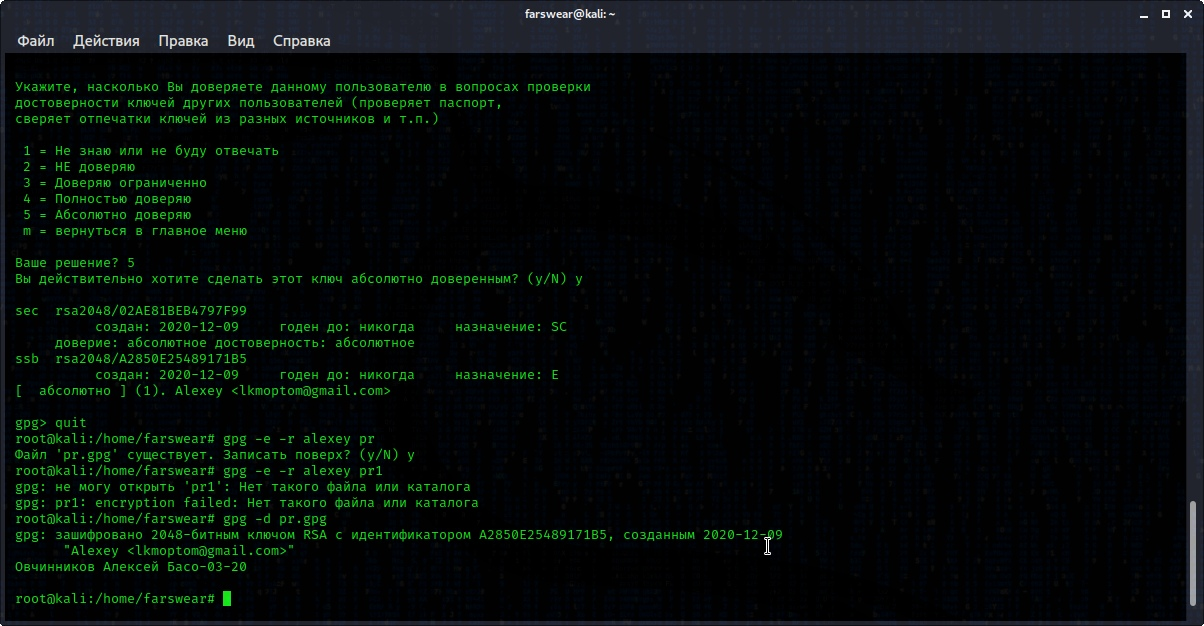 farswear@kali: ~
Файл Действия Правка Вид Справка
Укажите, насколько Вы доверяете данному пользователю в вопросах проверки
достоверности ключей других пользователей (проверяет паспорт,
сверяет отпечатки ключей из разных источников и т.п.)
1 = Не знаю или не буду отвечать
2 = НЕ доверяю
3 = Доверяю ограниченно
4 = Полностью доверяю
5 = Абсолютно доверяю
m = вернуться в главное меню
Ваше решение? 5
Вы действительно хотите сделать этот ключ абсолютно доверенным? (y/N) y
sec rsa2048/02AE81BEB4797F99
создан: 2020-12-09 годен до: никогда назначение: SC
доверие: абсолютное достоверность: абсолютное
ssb rsa2048/A2850E25489171B5
создан: 2020-12-09 годен до: никогда назначение: E
[ абсолютно ] (1). Alexey <lkmoptom@gmail.com>
gpg> quit
root@kali:/home/farswear# gpg -e -r alexey pr
Файл 'pr.gpg' существует. Записать поверх? (y/N) y
root@kali:/home/farswear# gpg -e -r alexey pr1
gpg: не могу открыть 'pr1': Нет такого файла или каталога
gpg: pr1: encryption failed: Нет такого файла или каталога
root@kali:/home/farswear# gpg -d pr.gpg
gpg: зашифровано 2048-битным ключом RSA с идентификатором A2850E25489171B5, созданным 2020-12-09
"Alexey <lkmoptom@gmail.com>"
Овчинников Алексей Басо-03-20
root@kali:/home/farswear#